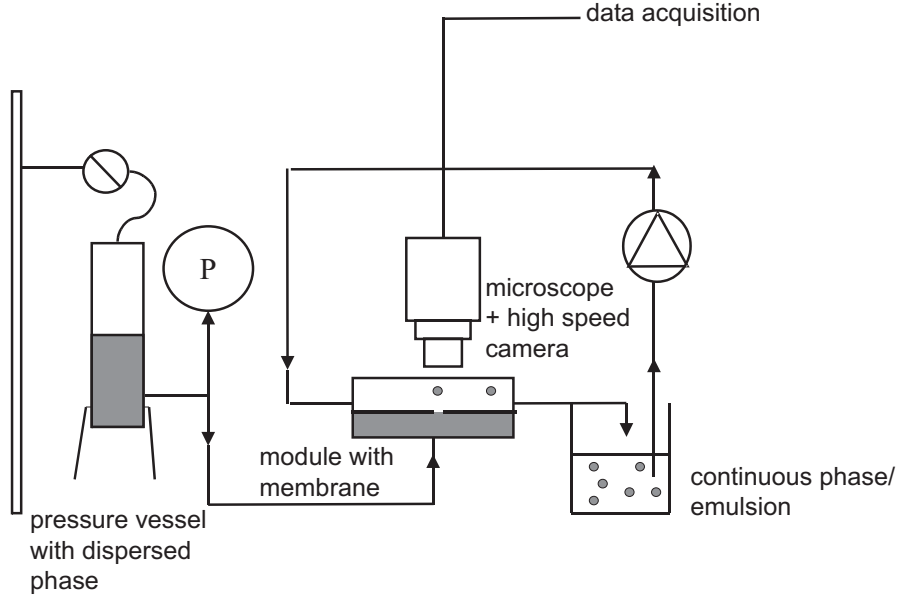 data acquisition
P
microscope
+ high speed
camera
module with
membrane
continuous phase/
emulsion
pressure vessel
with dispersed
phase